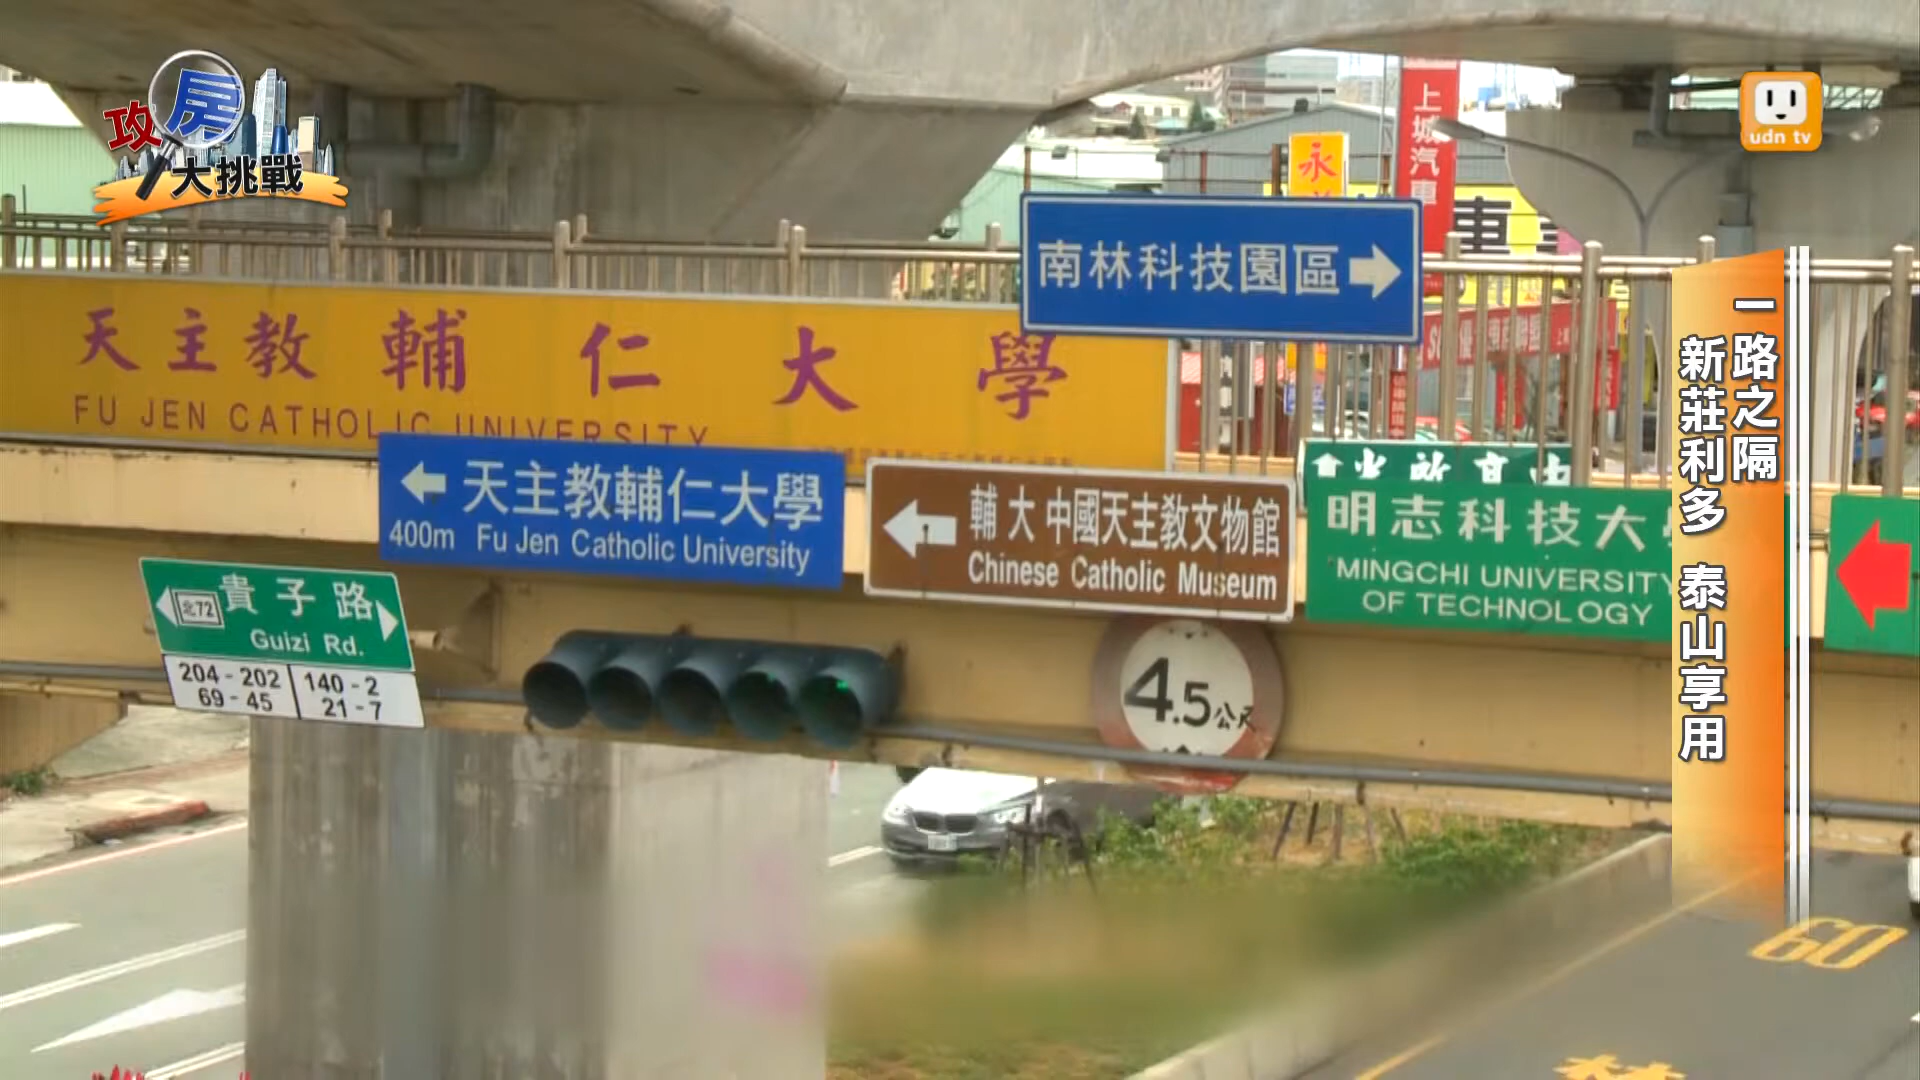 攻房
大挑戰
udn tv
上城汽車
永
車
南林科技園區
天主教 輔仁大學
FU JEN CATHOLIC UNIVERSITY
天主教輔仁大學
400m Fu Jen Catholic University
輔大中國天主教文物館
Chinese Catholic Museum
明志科技大
MINGCHI UNIVERSITY
OF TECHNOLOGY
北72
貴子路
Guizi Rd.
204-202
69-45
140-2
21-7
4.5公尺
一路之隔
新莊利多 泰山享用
60